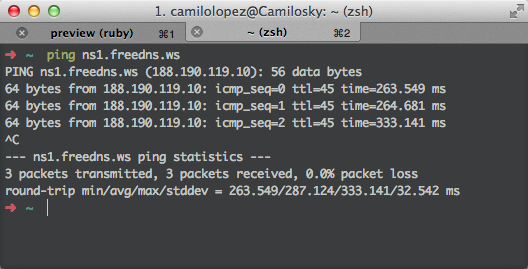 1. camilolopez@Camilosky: ~ (zsh)
preview (ruby) ⌘1 ~ (zsh) ⌘2
➜ ~ ping ns1.freedns.ws
PING ns1.freedns.ws (188.190.119.10): 56 data bytes
64 bytes from 188.190.119.10: icmp_seq=0 ttl=45 time=263.549 ms
64 bytes from 188.190.119.10: icmp_seq=1 ttl=45 time=264.681 ms
64 bytes from 188.190.119.10: icmp_seq=2 ttl=45 time=333.141 ms
^C
--- ns1.freedns.ws ping statistics ---
3 packets transmitted, 3 packets received, 0.0% packet loss
round-trip min/avg/max/stddev = 263.549/287.124/333.141/32.542 ms
➜ ~